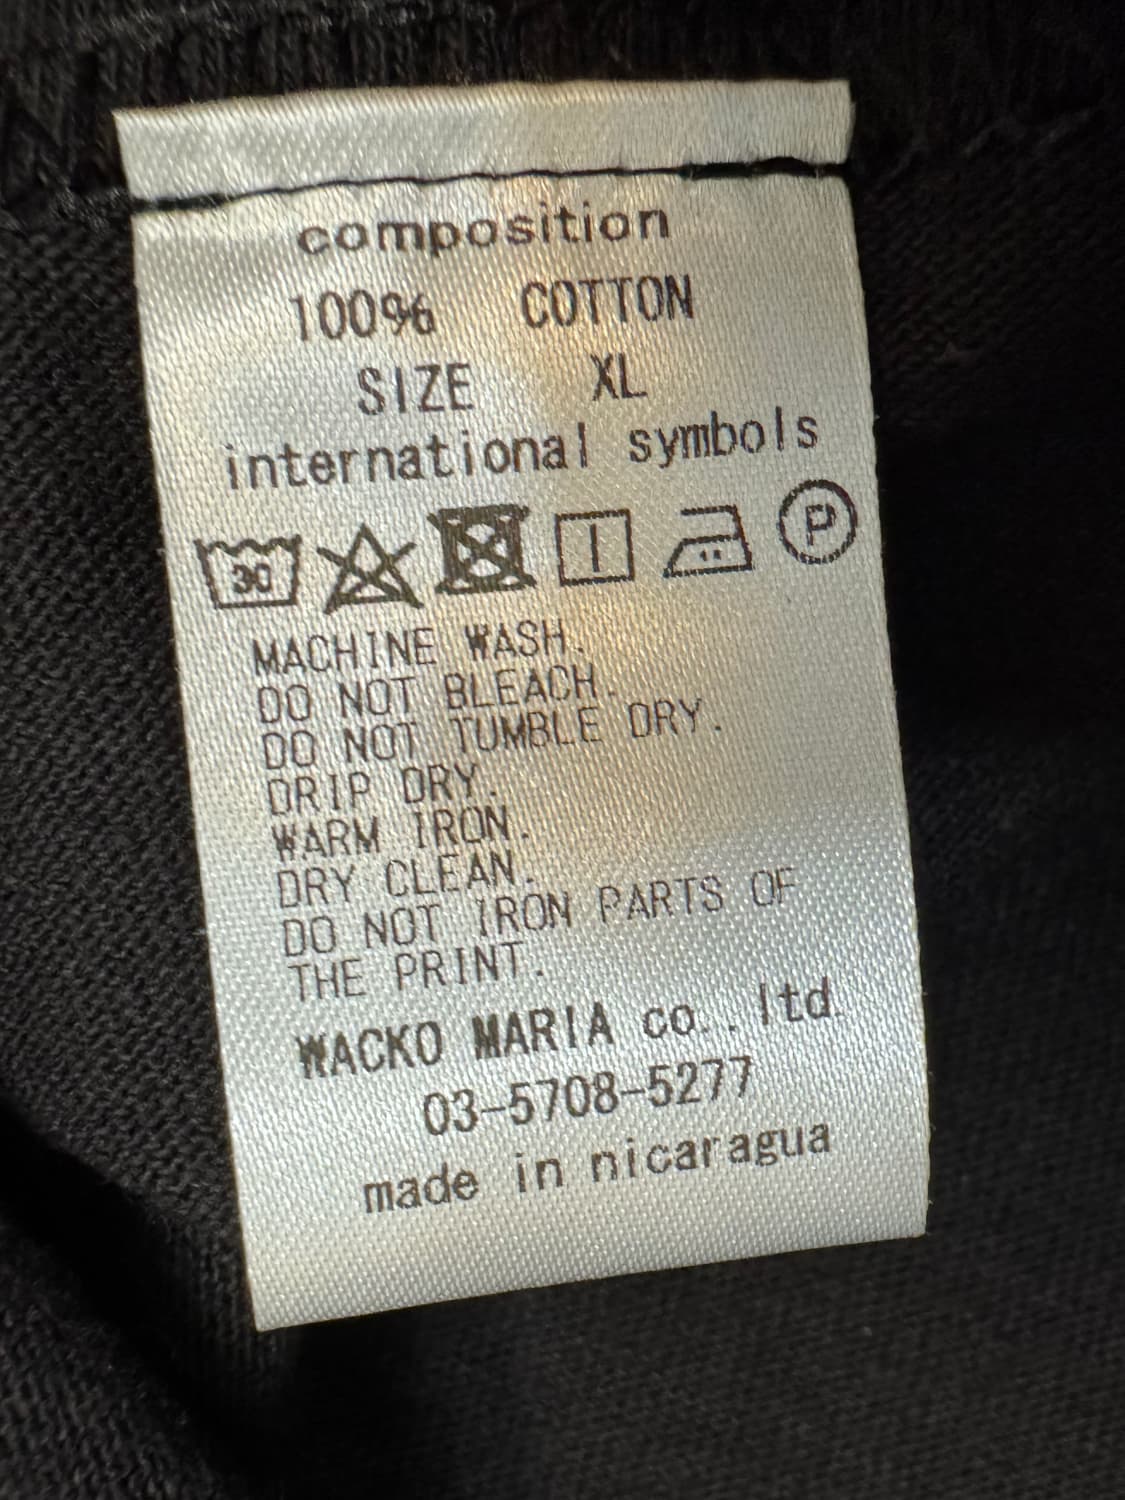 composition
100% COTTON
SIZE XL
international symbols
30 P
MACHINE WASH.
DO NOT BLEACH.
DO NOT TUMBLE DRY.
DRIP DRY.
WARM IRON.
DRY CLEAN.
DO NOT IRON PARTS OF
THE PRINT.
WACKO MARIA co..ltd
03-5708-5277
made in nicaragua